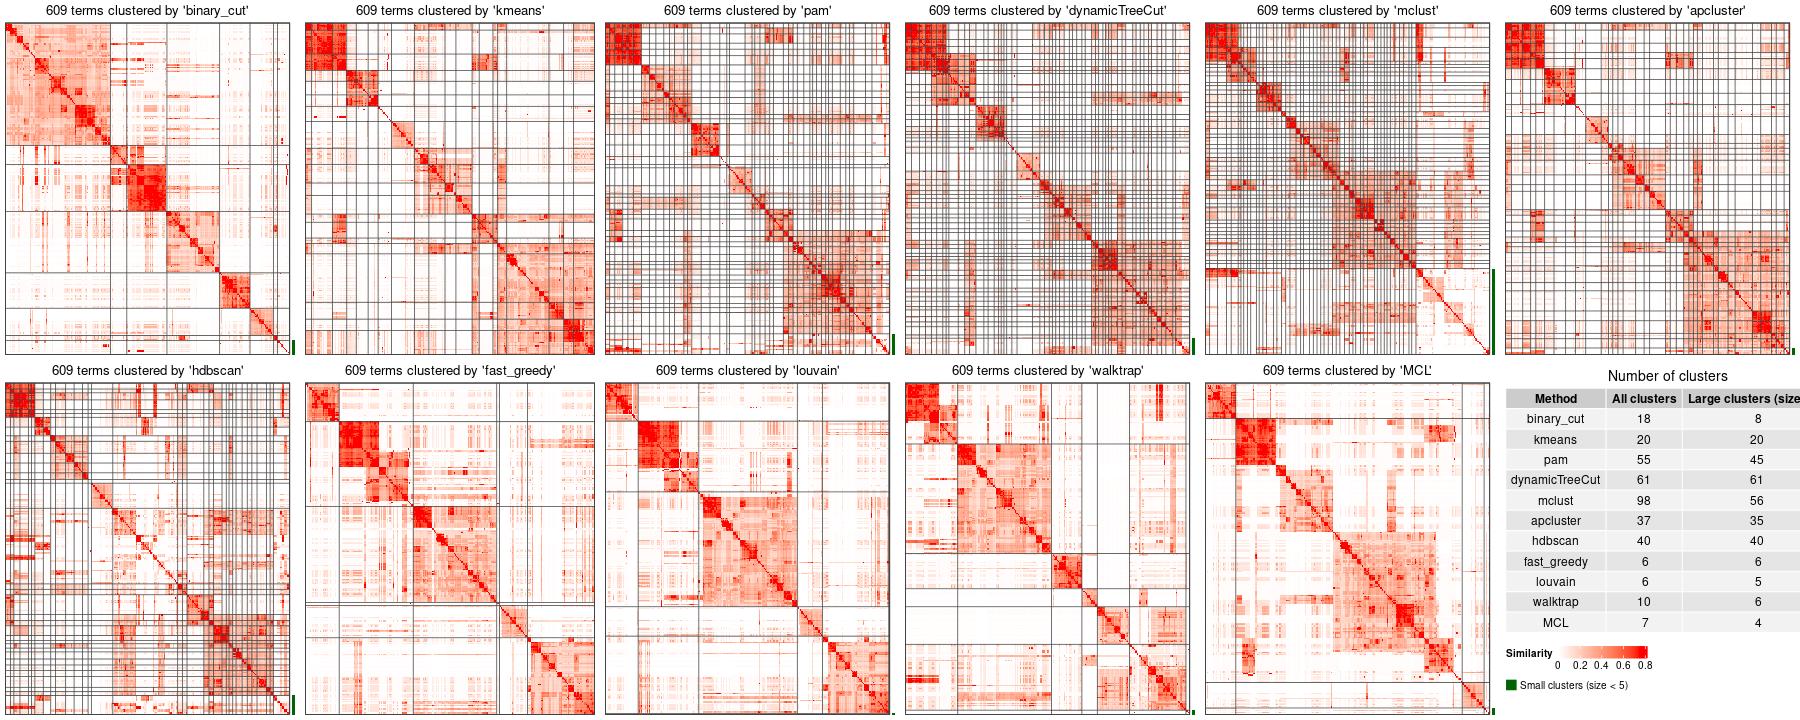 609 terms clustered by 'binary_cut'
609 terms clustered by 'kmeans'
609 terms clustered by 'pam'
609 terms clustered by 'dynamicTreeCut'
609 terms clustered by 'mclust'
609 terms clustered by 'apcluster'
609 terms clustered by 'hdbscan'
609 terms clustered by 'fast_greedy'
609 terms clustered by 'louvain'
609 terms clustered by 'walktrap'
609 terms clustered by 'MCL'
Number of clusters
Method All clusters Large clusters (size
binary_cut 18 8
kmeans 20 20
pam 55 45
dynamicTreeCut 61 61
mclust 98 56
apcluster 37 35
hdbscan 40 40
fast_greedy 6 6
louvain 6 5
walktrap 10 6
MCL 7 4
Similarity
0 0.2 0.4 0.6 0.8
Small clusters (size < 5)